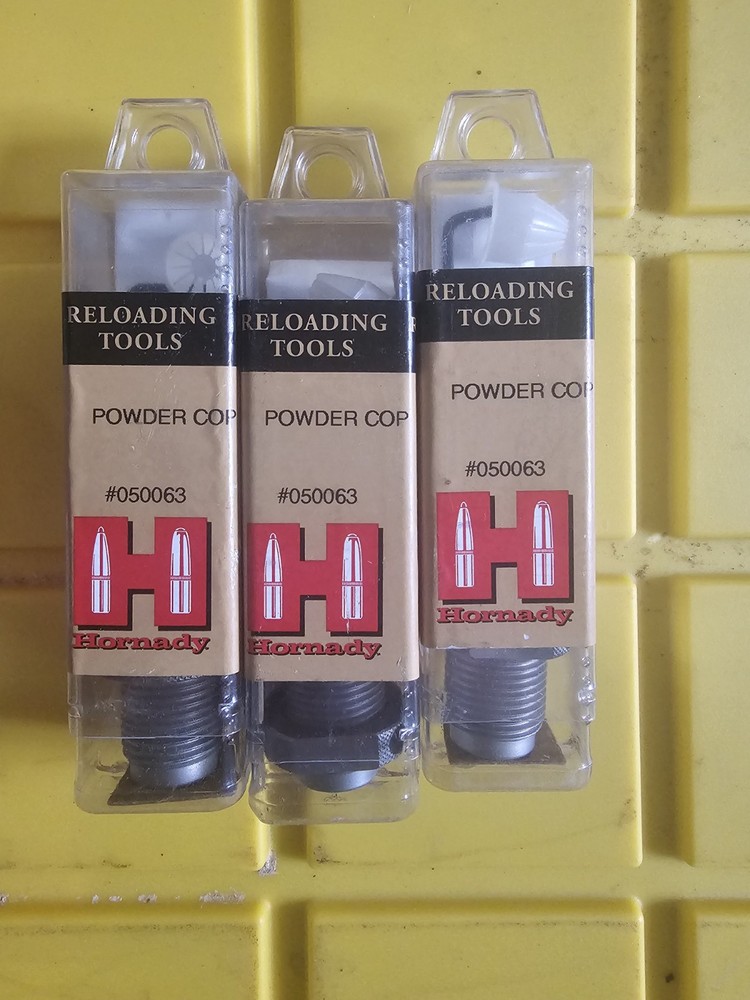 RELOADING
TOOLS
POWDER COP
#050063
Hornady
RELOADING
TOOLS
POWDER COP
#050063
Hornady
R
RELOADING
TOOLS
POWDER COP
#050063
Hornady